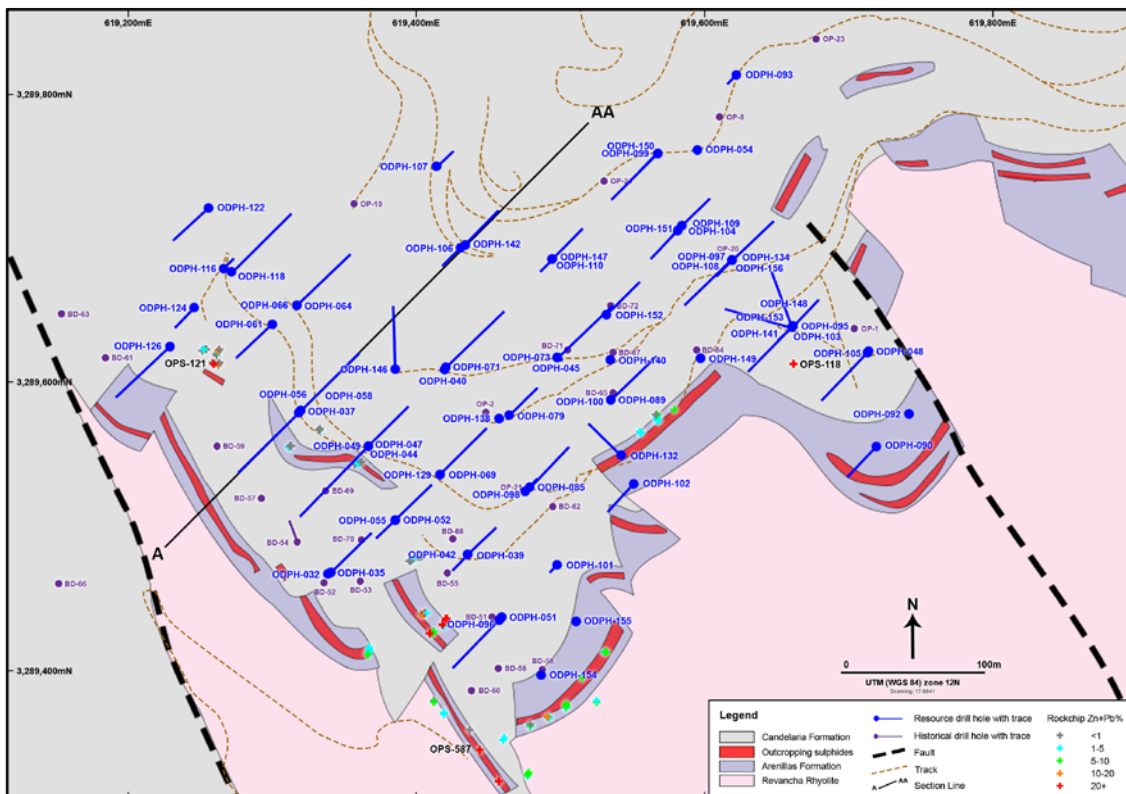 619,200mE
619,400mE
619,600mE
619,800mE
OP-23
ODPH-093
3,289,800mN
AA
OP-8
ODPH-150
ODPH-099
ODPH-054
ODPH-107
OP-10
ODPH-122
ODPH-151
ODPH-109
ODPH-104
ODPH-106
ODPH-142
OP-20
ODPH-097
ODPH-134
ODPH-108
ODPH-156
ODPH-147
ODPH-110
ODPH-116
ODPH-118
ODPH-124
ODPH-066
ODPH-064
BD-63
BD-72
ODPH-152
ODPH-148
ODPH-153
ODPH-141
ODPH-095
ODPH-103
OP-1
ODPH-061
ODPH-126
BD-61
OPS-121
3,289,600mN
ODPH-146
ODPH-071
ODPH-040
BD-71
ODPH-073
ODPH-045
BD-67
ODPH-140
BD-64
ODPH-149
OPS-118
ODPH-105
ODPH-048
ODPH-056
ODPH-058
ODPH-037
OP-2
ODPH-138
ODPH-079
BD-65
ODPH-100
ODPH-089
ODPH-092
BD-59
ODPH-049
ODPH-047
ODPH-044
ODPH-132
ODPH-090
ODPH-129
ODPH-069
BD-57
BD-69
OP-21
ODPH-085
ODPH-098
ODPH-102
BD-62
ODPH-055
ODPH-052
A
BD-54
BD-70
BD-68
ODPH-042
ODPH-039
ODPH-101
BD-66
ODPH-032
ODPH-035
BD-52
BD-53
BD-55
BD-51
ODPH-051
ODPH-096
ODPH-155
N
3,289,400mN
BD-56
ODPH-154
BD-60
0
100m
UTM (WGS 84) zone 12N
Drawing: 17-8841
OPS-587
Legend
Candelaria Formation
Outcropping sulphides
Arenillas Formation
Revancha Rhyolite
Resource drill hole with trace
Historical drill hole with trace
Fault
Track
A
AA
Section Line
Rockchip Zn+Pb%
<1
1-5
5-10
10-20
20+